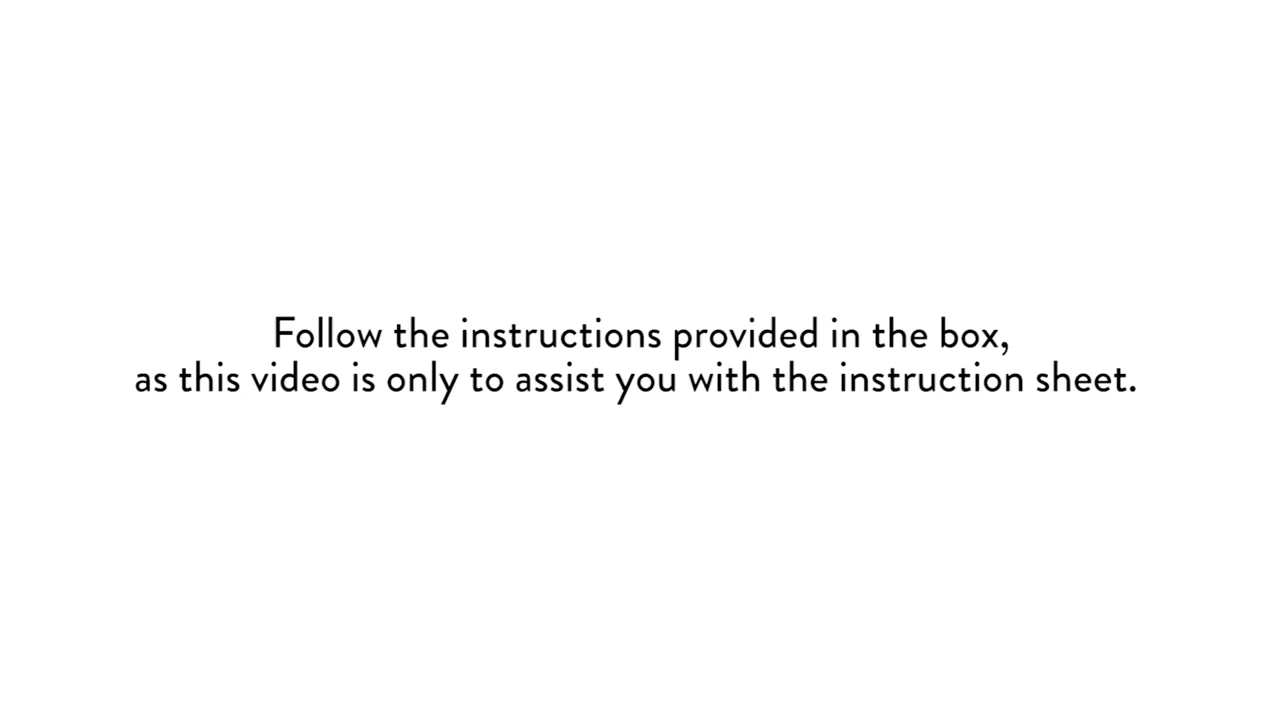 Follow the instructions provided in the box,
as this video is only to assist you with the instruction sheet.